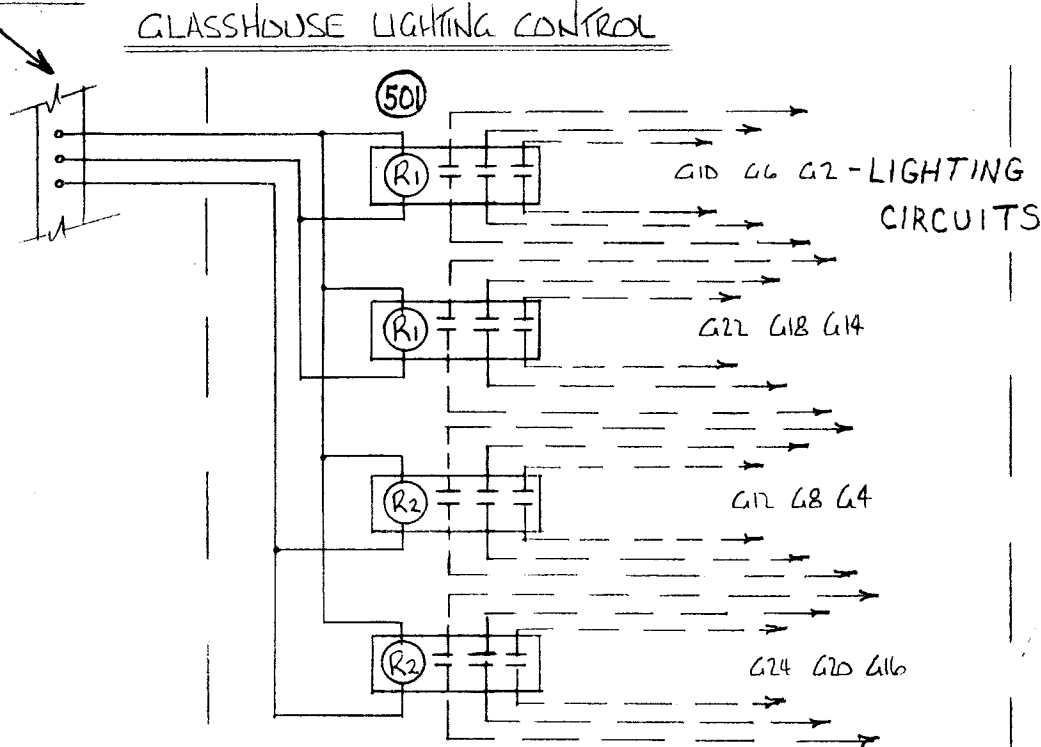 GLASSHOUSE LIGHTING CONTROL
501
R1
G10 G6 G2 - LIGHTING
CIRCUITS
R1
G22 G18 G14
R2
G12 G8 G4
R2
G24 G20 G16